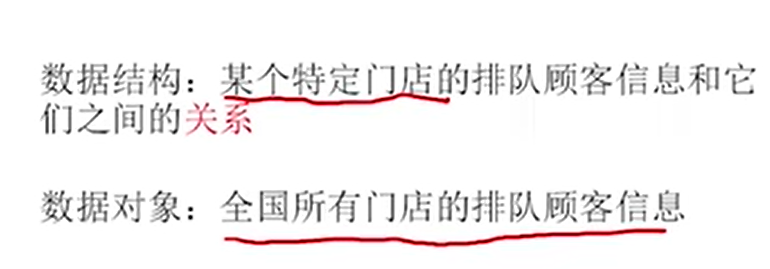 数据结构：某个特定门店的排队顾客信息和它
们之间的关系
数据对象：全国所有门店的排队顾客信息